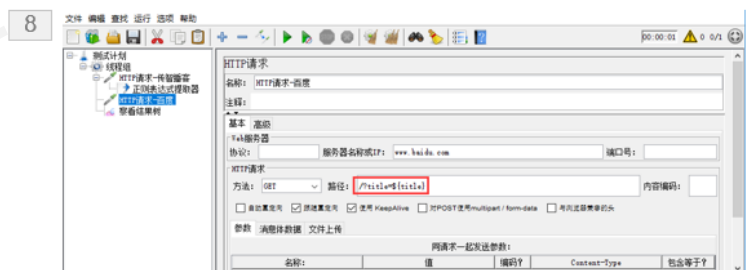 8
文件 编辑 查找 运行 选项 帮助
00:00:01 0 0/1
测试计划
线程组
HTTP请求-传智播客
正则表达式提取器
HTTP请求-百度
察看结果树
HTTP请求
名称: HTTP请求-百度
注释:
基本 高级
Web服务器
协议: 服务器名称或IP: www.baidu.com 端口号:
HTTP请求
方法: GET 路径: /?title=${title} 内容编码:
自动重定向 跟随重定向 使用 KeepAlive 对POST使用multipart / form-data 与浏览器兼容的头
参数 消息体数据 文件上传
同请求一起发送参数:
名称: 值 编码? Content-Type 包含等于?